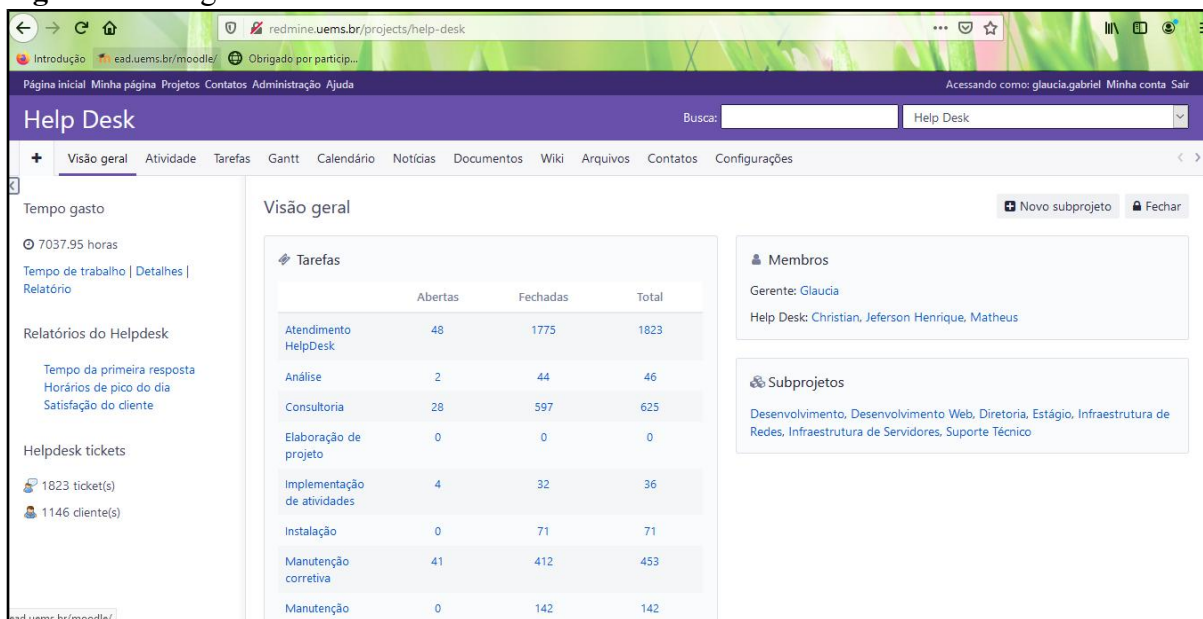 redmine.uems.br/projects/help-desk
Introdução ead.uems.br/moodle/ Obrigado por particip...
Página inicial Minha página Projetos Contatos Administração Ajuda Acessando como: glaucia.gabriel Minha conta Sair
Help Desk Busca: Help Desk
+ Visão geral Atividade Tarefas Gantt Calendário Notícias Documentos Wiki Arquivos Contatos Configurações
Tempo gasto
7037.95 horas
Tempo de trabalho | Detalhes |
Relatório
Relatórios do Helpdesk
Tempo da primeira resposta
Horários de pico do dia
Satisfação do cliente
Helpdesk tickets
1823 ticket(s)
1146 cliente(s)
Visão geral
Novo subprojeto Fechar
Tarefas
Abertas Fechadas Total
Atendimento
HelpDesk 48 1775 1823
Análise 2 44 46
Consultoria 28 597 625
Elaboração de
projeto 0 0 0
Implementação
de atividades 4 32 36
Instalação 0 71 71
Manutenção
corretiva 41 412 453
Manutenção 0 142 142
Membros
Gerente: Glaucia
Help Desk: Christian, Jeferson Henrique, Matheus
Subprojetos
Desenvolvimento, Desenvolvimento Web, Diretoria, Estágio, Infraestrutura de
Redes, Infraestrutura de Servidores, Suporte Técnico
ead.uems.br/moodle/